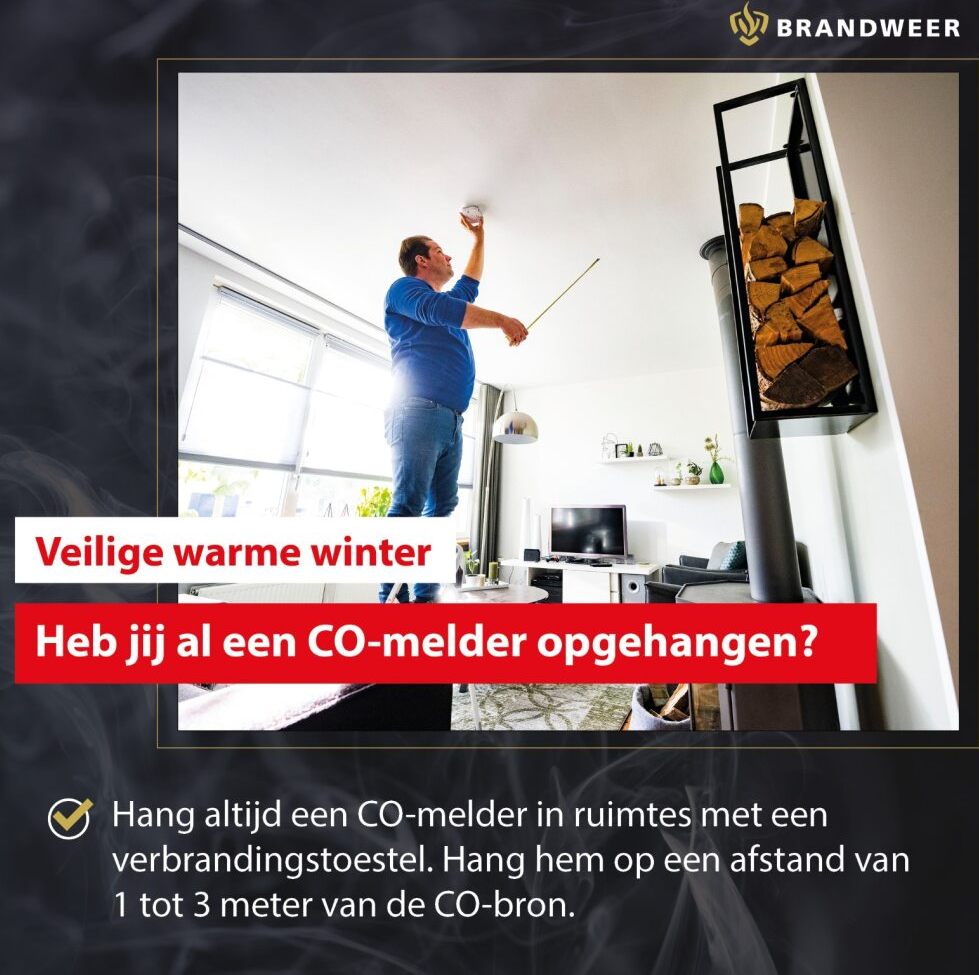 BRANDWEER
Veilige warme winter
Heb jij al een CO-melder opgehangen?
Hang altijd een CO-melder in ruimtes met een
verbrandingstoestel. Hang hem op een afstand van
1 tot 3 meter van de CO-bron.